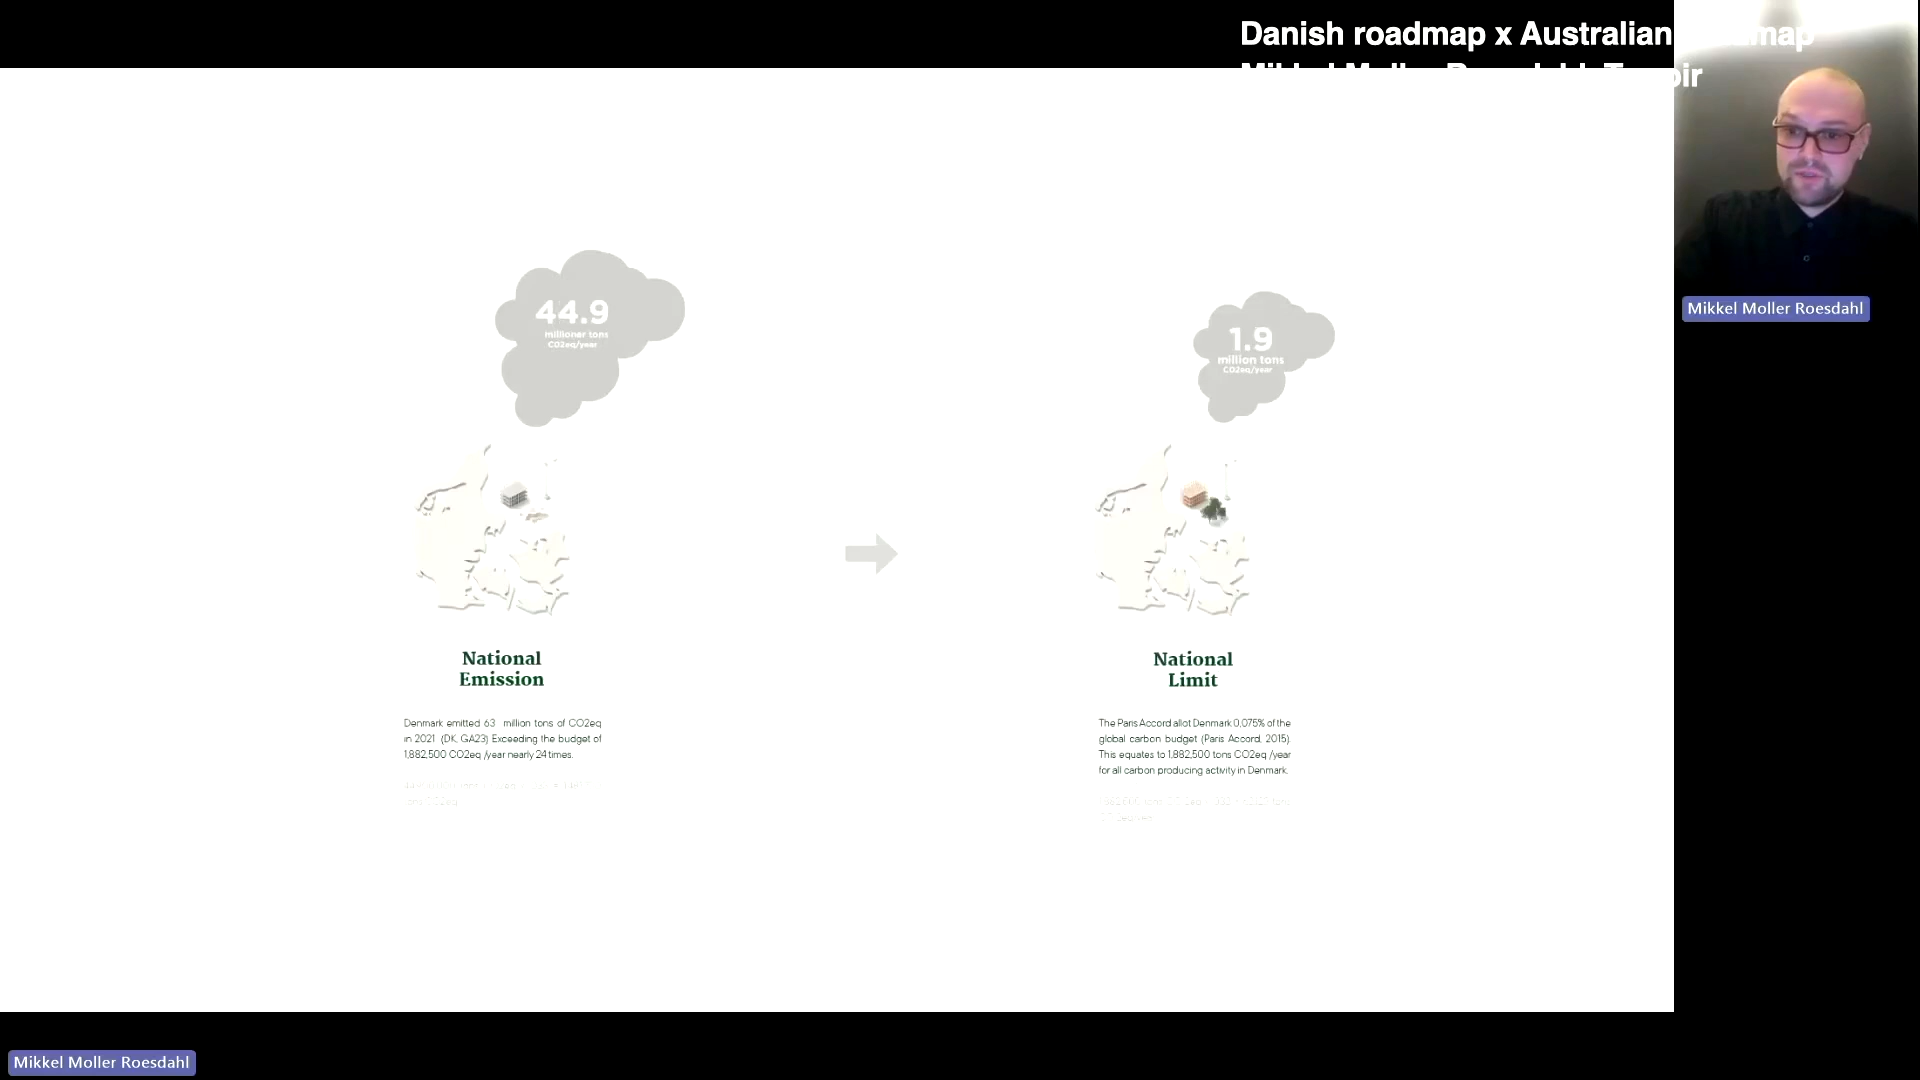 Danish roadmap x Australian
44.9
millioner tons
CO2eq/year
1.9
million tons
CO2eq/year
National
Emission
National
Limit
Denmark emitted 63 million tons of CO2eq
in 2021 (DK, GA23) Exceeding the budget of
1,882,500 CO2eq /year nearly 24 times.
The Paris Accord allot Denmark 0,075% of the
global carbon budget (Paris Accord, 2015).
This equates to 1,882,500 tons CO2eq /year
for all carbon producing activity in Denmark.
Mikkel Moller Roesdahl
Mikkel Moller Roesdahl